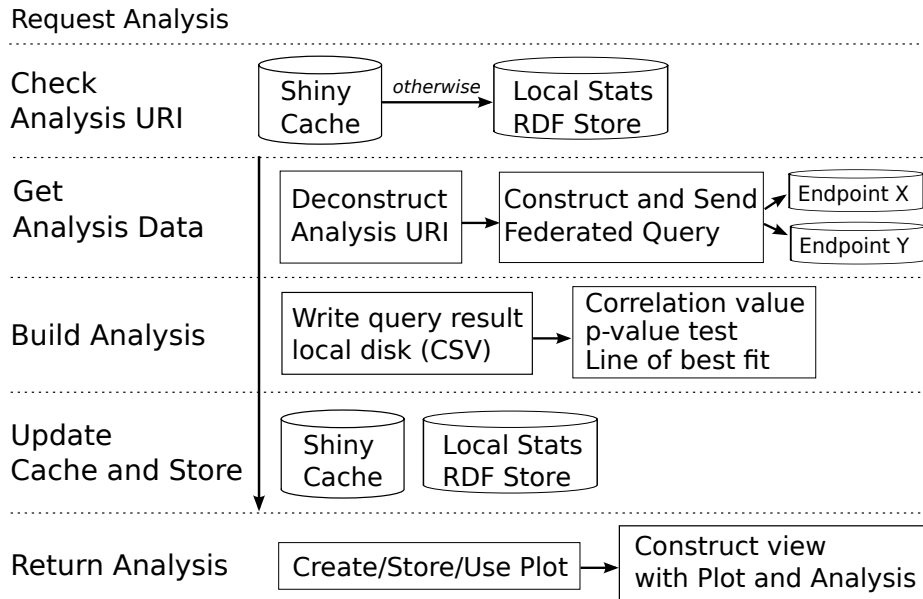 Request Analysis
Check
Analysis URI
Shiny
Cache
otherwise
Local Stats
RDF Store
Get
Analysis Data
Deconstruct
Analysis URI
Construct and Send
Federated Query
Endpoint X
Endpoint Y
Build Analysis
Write query result
local disk (CSV)
Correlation value
p-value test
Line of best fit
Update
Cache and Store
Shiny
Cache
Local Stats
RDF Store
Return Analysis
Create/Store/Use Plot
Construct view
with Plot and Analysis